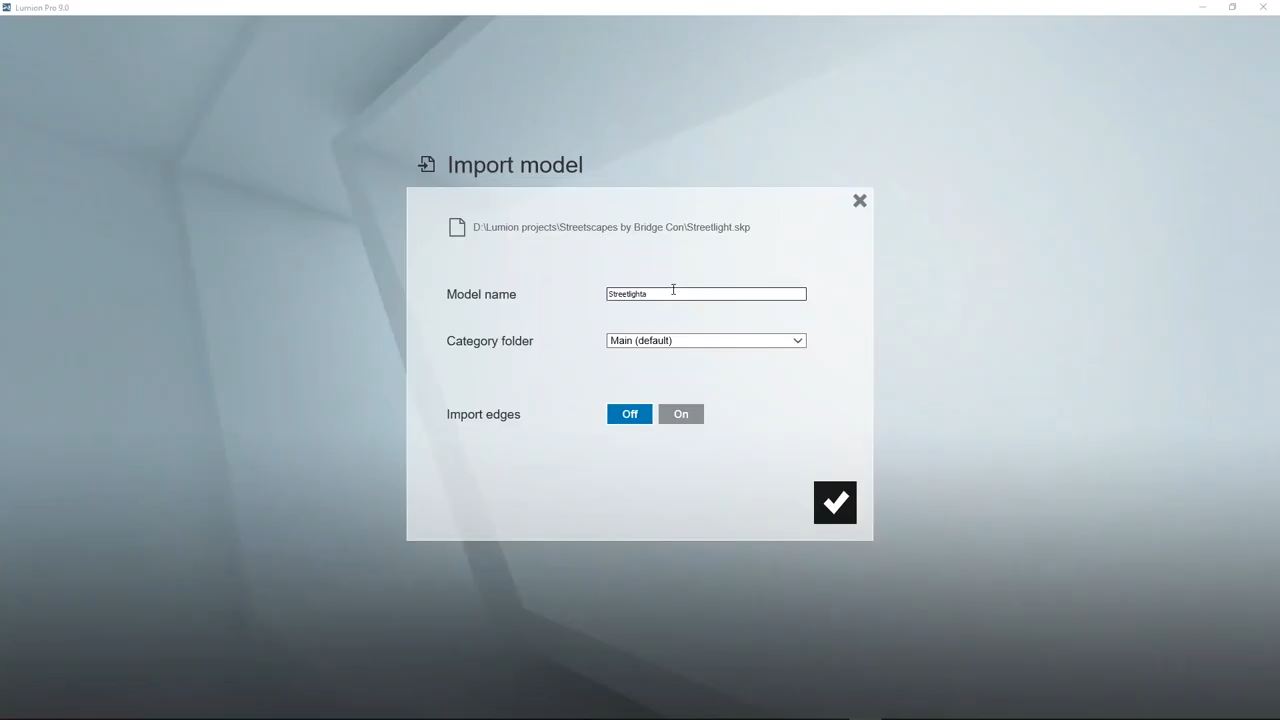 Lumion Pro 9.0
Import model
D:\Lumion projects\Streetscapes by Bridge Con\Streetlight.skp
Model name
Streetlighta
Category folder
Main (default)
Import edges
Off
On